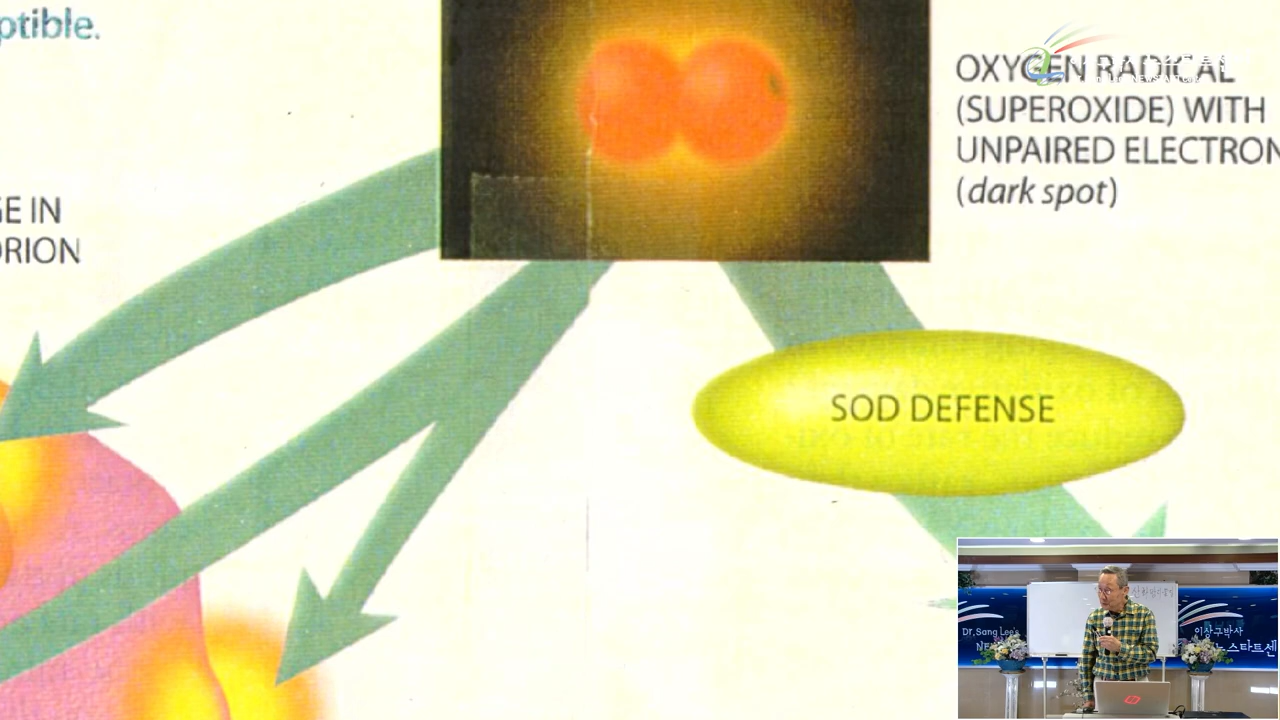 ptible.
OXYGEN RADICAL
(SUPEROXIDE) WITH
UNPAIRED ELECTRON
(dark spot)
GE IN
ORION
SOD DEFENSE
Dr.Sang Lee's
이상구박사
스타트센